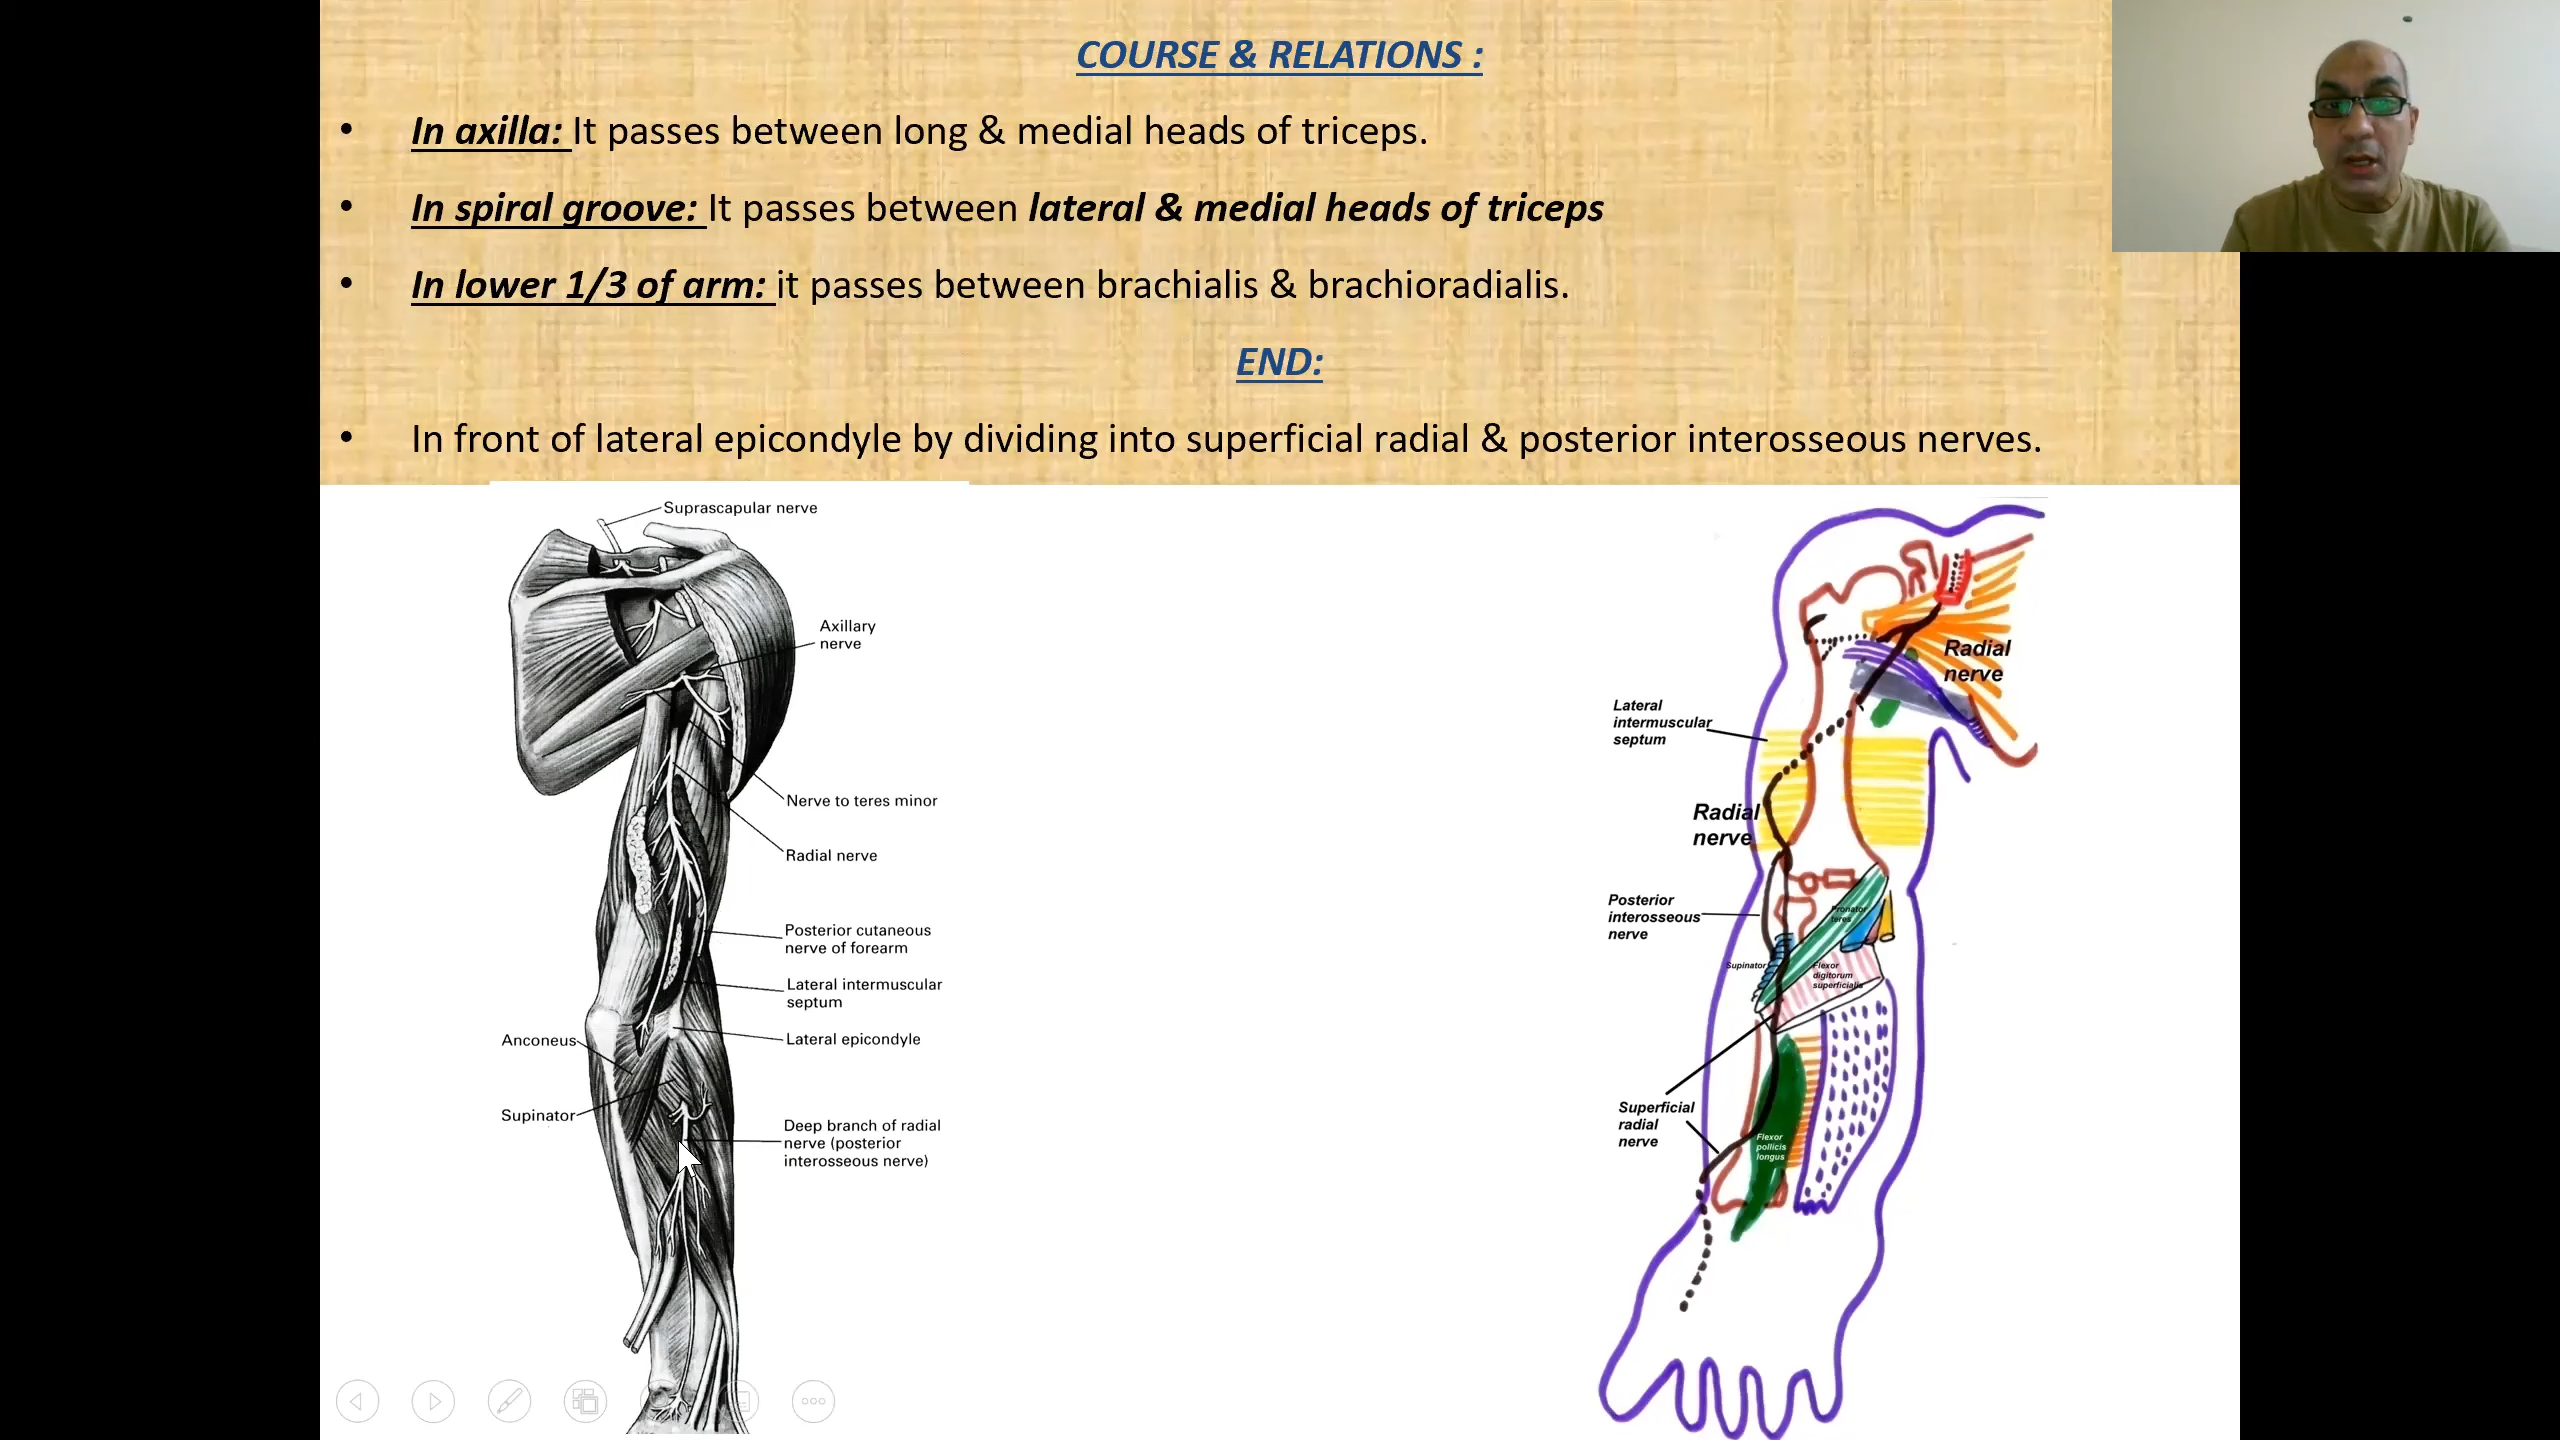 COURSE & RELATIONS :
• In axilla: It passes between long & medial heads of triceps.
• In spiral groove: It passes between lateral & medial heads of triceps
• In lower 1/3 of arm: it passes between brachialis & brachioradialis.
END:
• In front of lateral epicondyle by dividing into superficial radial & posterior interosseous nerves.
Suprascapular nerve
Axillary
nerve
Nerve to teres minor
Radial nerve
Posterior cutaneous
nerve of forearm
Lateral intermuscular
septum
Anconeus
Lateral epicondyle
Supinator
Deep branch of radial
nerve (posterior
interosseous nerve)
Radial
nerve
Lateral
intermuscular
septum
Radial
nerve
Posterior
interosseous
nerve
Pronator
teres
Supinator
Flexor
digitorum
superficialis
Superficial
radial
nerve
Flexor
pollicis
longus